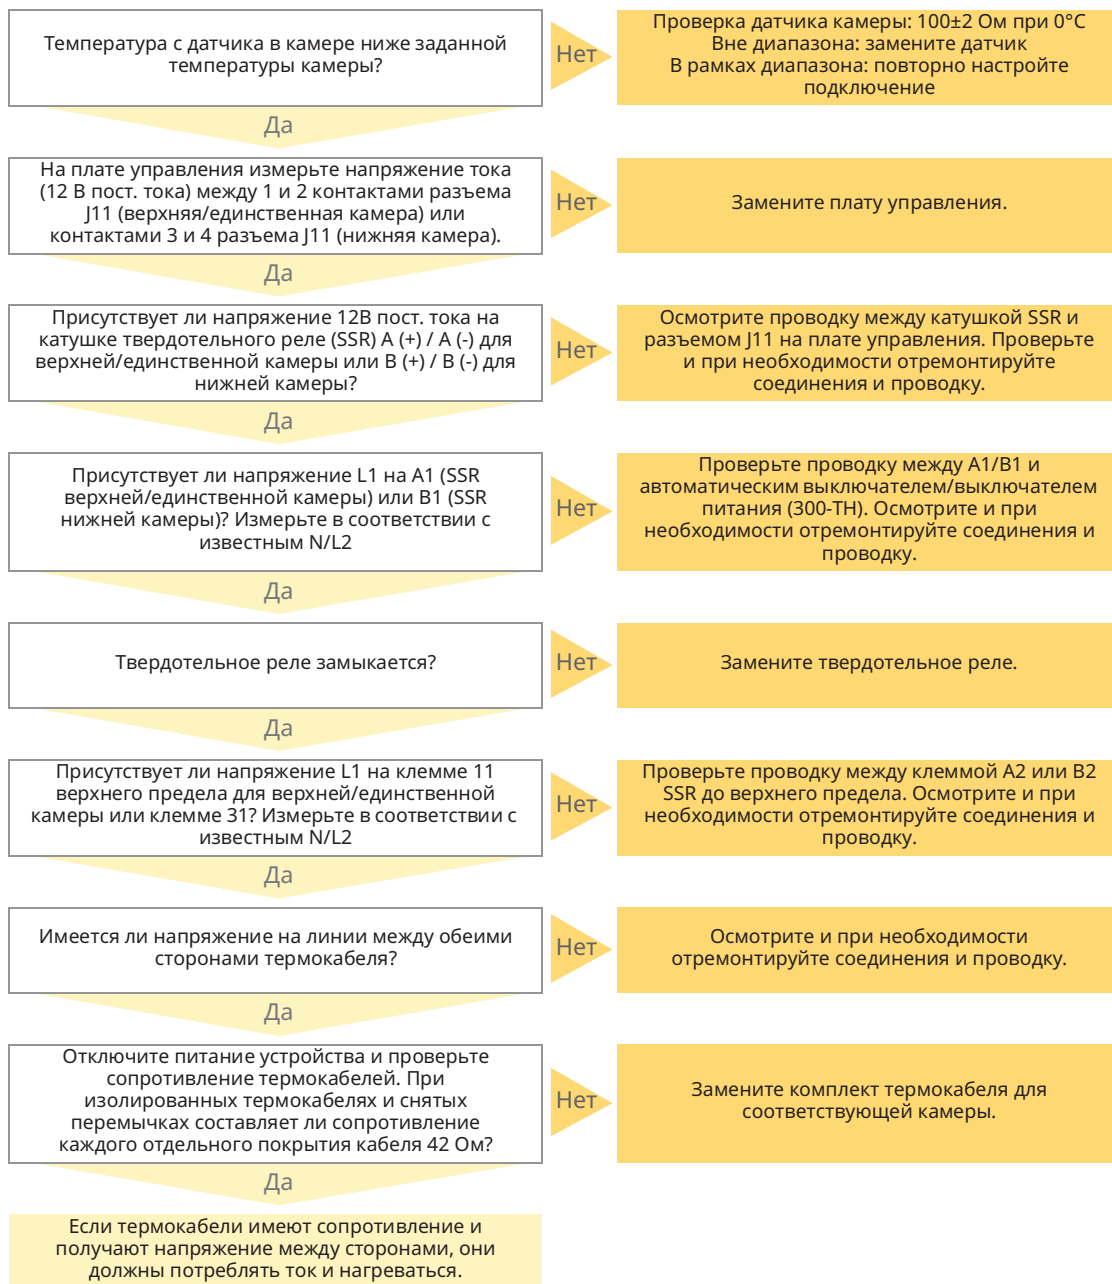 Температура с датчика в камере ниже заданной
температуры камеры?
Нет
Проверка датчика камеры: 100±2 Ом при 0°C
Вне диапазона: замените датчик
В рамках диапазона: повторно настройте
подключение
Да
На плате управления измерьте напряжение тока
(12 В пост. тока) между 1 и 2 контактами разъема
J11 (верхняя/единственная камера) или
контактами 3 и 4 разъема J11 (нижняя камера).
Нет
Замените плату управления.
Да
Присутствует ли напряжение 12В пост. тока на
катушке твердотельного реле (SSR) A (+) / A (-) для
верхней/единственной камеры или B (+) / B (-) для
нижней камеры?
Нет
Осмотрите проводку между катушкой SSR и
разъемом J11 на плате управления. Проверьте
и при необходимости отремонтируйте
соединения и проводку.
Да
Присутствует ли напряжение L1 на A1 (SSR
верхней/единственной камеры) или B1 (SSR
нижней камеры)? Измерьте в соответствии с
известным N/L2
Нет
Проверьте проводку между A1/B1 и
автоматическим выключателем/выключателем
питания (300-TH). Осмотрите и при
необходимости отремонтируйте соединения и
проводку.
Да
Твердотельное реле замыкается?
Нет
Замените твердотельное реле.
Да
Присутствует ли напряжение L1 на клемме 11
верхнего предела для верхней/единственной
камеры или клемме 31? Измерьте в соответствии с
известным N/L2
Нет
Проверьте проводку между клеммой A2 или B2
SSR до верхнего предела. Осмотрите и при
необходимости отремонтируйте соединения и
проводку.
Да
Имеется ли напряжение на линии между обеими
сторонами термокабеля?
Нет
Осмотрите и при необходимости
отремонтируйте соединения и проводку.
Да
Отключите питание устройства и проверьте
сопротивление термокабелей. При
изолированных термокабелях и снятых
перемычках составляет ли сопротивление
каждого отдельного покрытия кабеля 42 Ом?
Нет
Замените комплект термокабеля для
соответствующей камеры.
Да
Если термокабели имеют сопротивление и
получают напряжение между сторонами, они
должны потреблять ток и нагреваться.